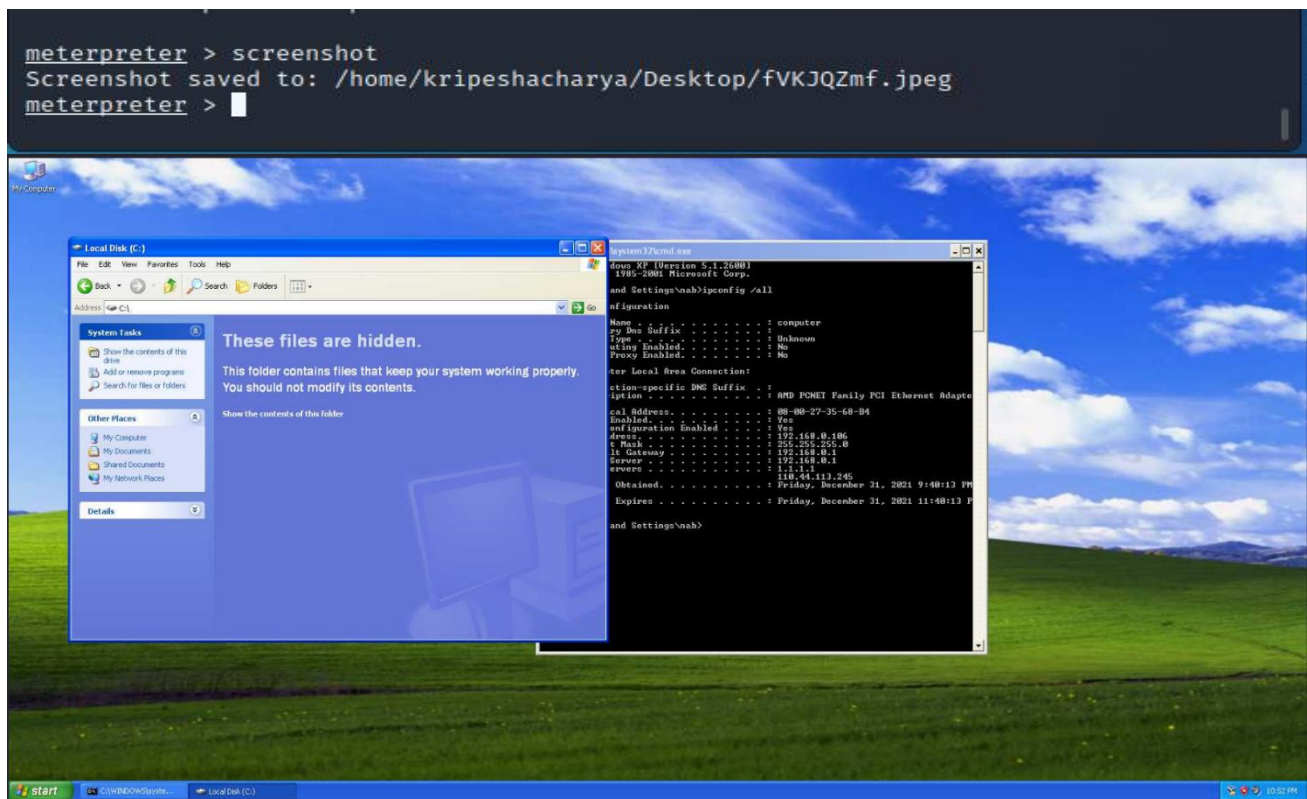 meterpreter > screenshot
Screenshot saved to: /home/kripeshacharya/Desktop/fVKJQZmf.jpeg
meterpreter >
My Computer
Local Disk (C:)
File Edit View Favorites Tools Help
Back Search Folders
Address C:\ Go
System Tasks
Show the contents of this
drive
Add or remove programs
Search for files or folders
Other Places
My Computer
My Documents
Shared Documents
My Network Places
Details
These files are hidden.
This folder contains files that keep your system working properly.
You should not modify its contents.
Show the contents of this folder
\system32\cmd.exe
dows XP [Version 5.1.2600]
1985-2001 Microsoft Corp.
and Settings\nab>ipconfig /all
nfiguration
Name . . . . . . . . . . . . : computer
ry Dns Suffix . . . . . . . :
Type . . . . . . . . . . . . : Unknown
uting Enabled. . . . . . . . : No
Proxy Enabled. . . . . . . . : No
ter Local Area Connection:
ction-specific DNS Suffix . :
iption . . . . . . . . . . . : AMD PCNET Family PCI Ethernet Adapte
cal Address. . . . . . . . . : 08-00-27-35-68-B4
Enabled. . . . . . . . . . . : Yes
onfiguration Enabled . . . . : Yes
dress. . . . . . . . . . . . : 192.168.0.106
t Mask . . . . . . . . . . . : 255.255.255.0
lt Gateway . . . . . . . . . : 192.168.0.1
Server . . . . . . . . . . . : 192.168.0.1
ervers . . . . . . . . . . . : 1.1.1.1
110.44.113.245
Obtained. . . . . . . . . . : Friday, December 31, 2021 9:40:13 PM
Expires . . . . . . . . . . : Friday, December 31, 2021 11:40:13 P
and Settings\nab>
start
C:\WINDOWS\syste...
Local Disk (C:)
10:52 PM